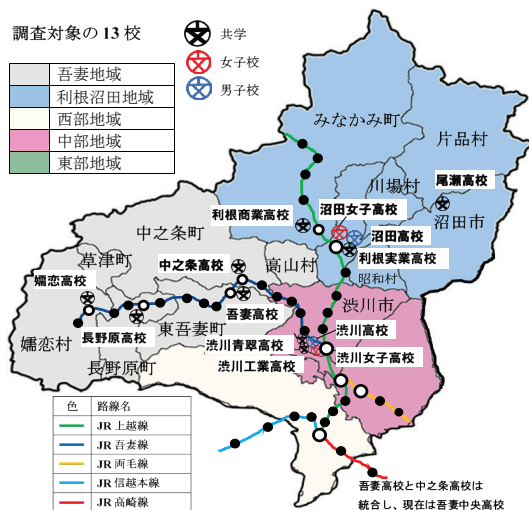 調査対象の13校
共学
女子校
男子校
吾妻地域
利根沼田地域
西部地域
中部地域
東部地域
みなかみ町
片品村
川場村
尾瀬高校
沼田市
利根商業高校
沼田女子高校
沼田高校
利根実業高校
昭和村
中之条町
草津町
中之条高校
高山村
嬬恋高校
渋川市
吾妻高校
東吾妻町
渋川青翠高校
渋川高校
長野原高校
嬬恋村
長野原町
渋川工業高校
渋川女子高校
色 路線名
JR 上越線
JR 吾妻線
JR 両毛線
JR 信越本線
JR 高崎線
吾妻高校と中之条高校は
統合し、現在は吾妻中央高校